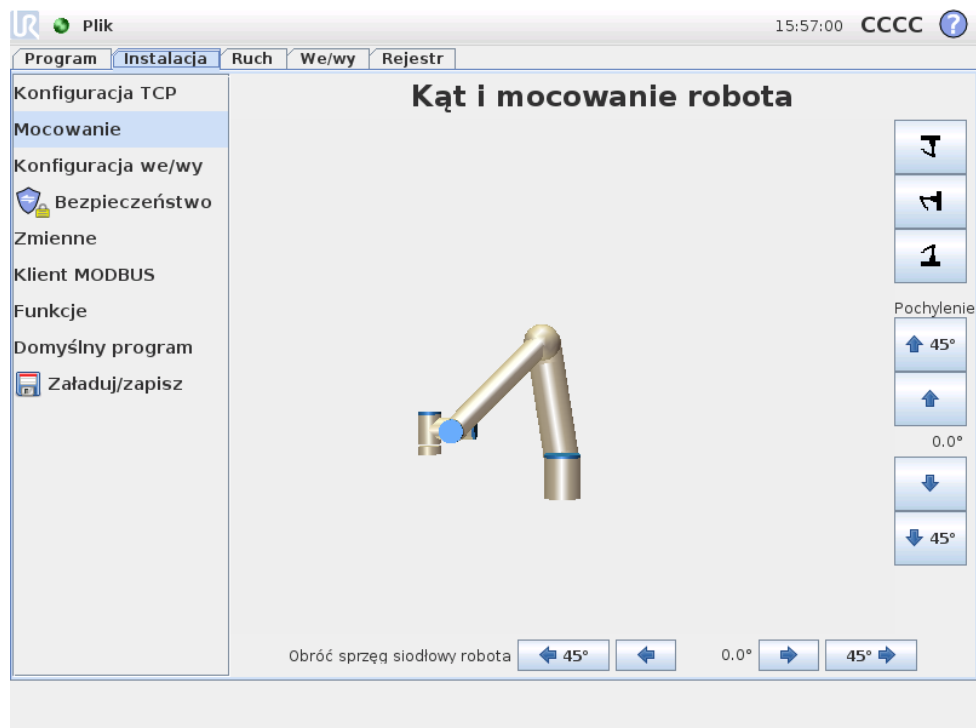 UR Plik 15:57:00 CCCC ?
Program Instalacja Ruch We/wy Rejestr
Konfiguracja TCP
Mocowanie
Konfiguracja we/wy
Bezpieczeństwo
Zmienne
Klient MODBUS
Funkcje
Domyślny program
Załaduj/zapisz
Kąt i mocowanie robota
Pochylenie
45°
0.0°
45°
Obróć sprzęg siodłowy robota 45° 0.0° 45°